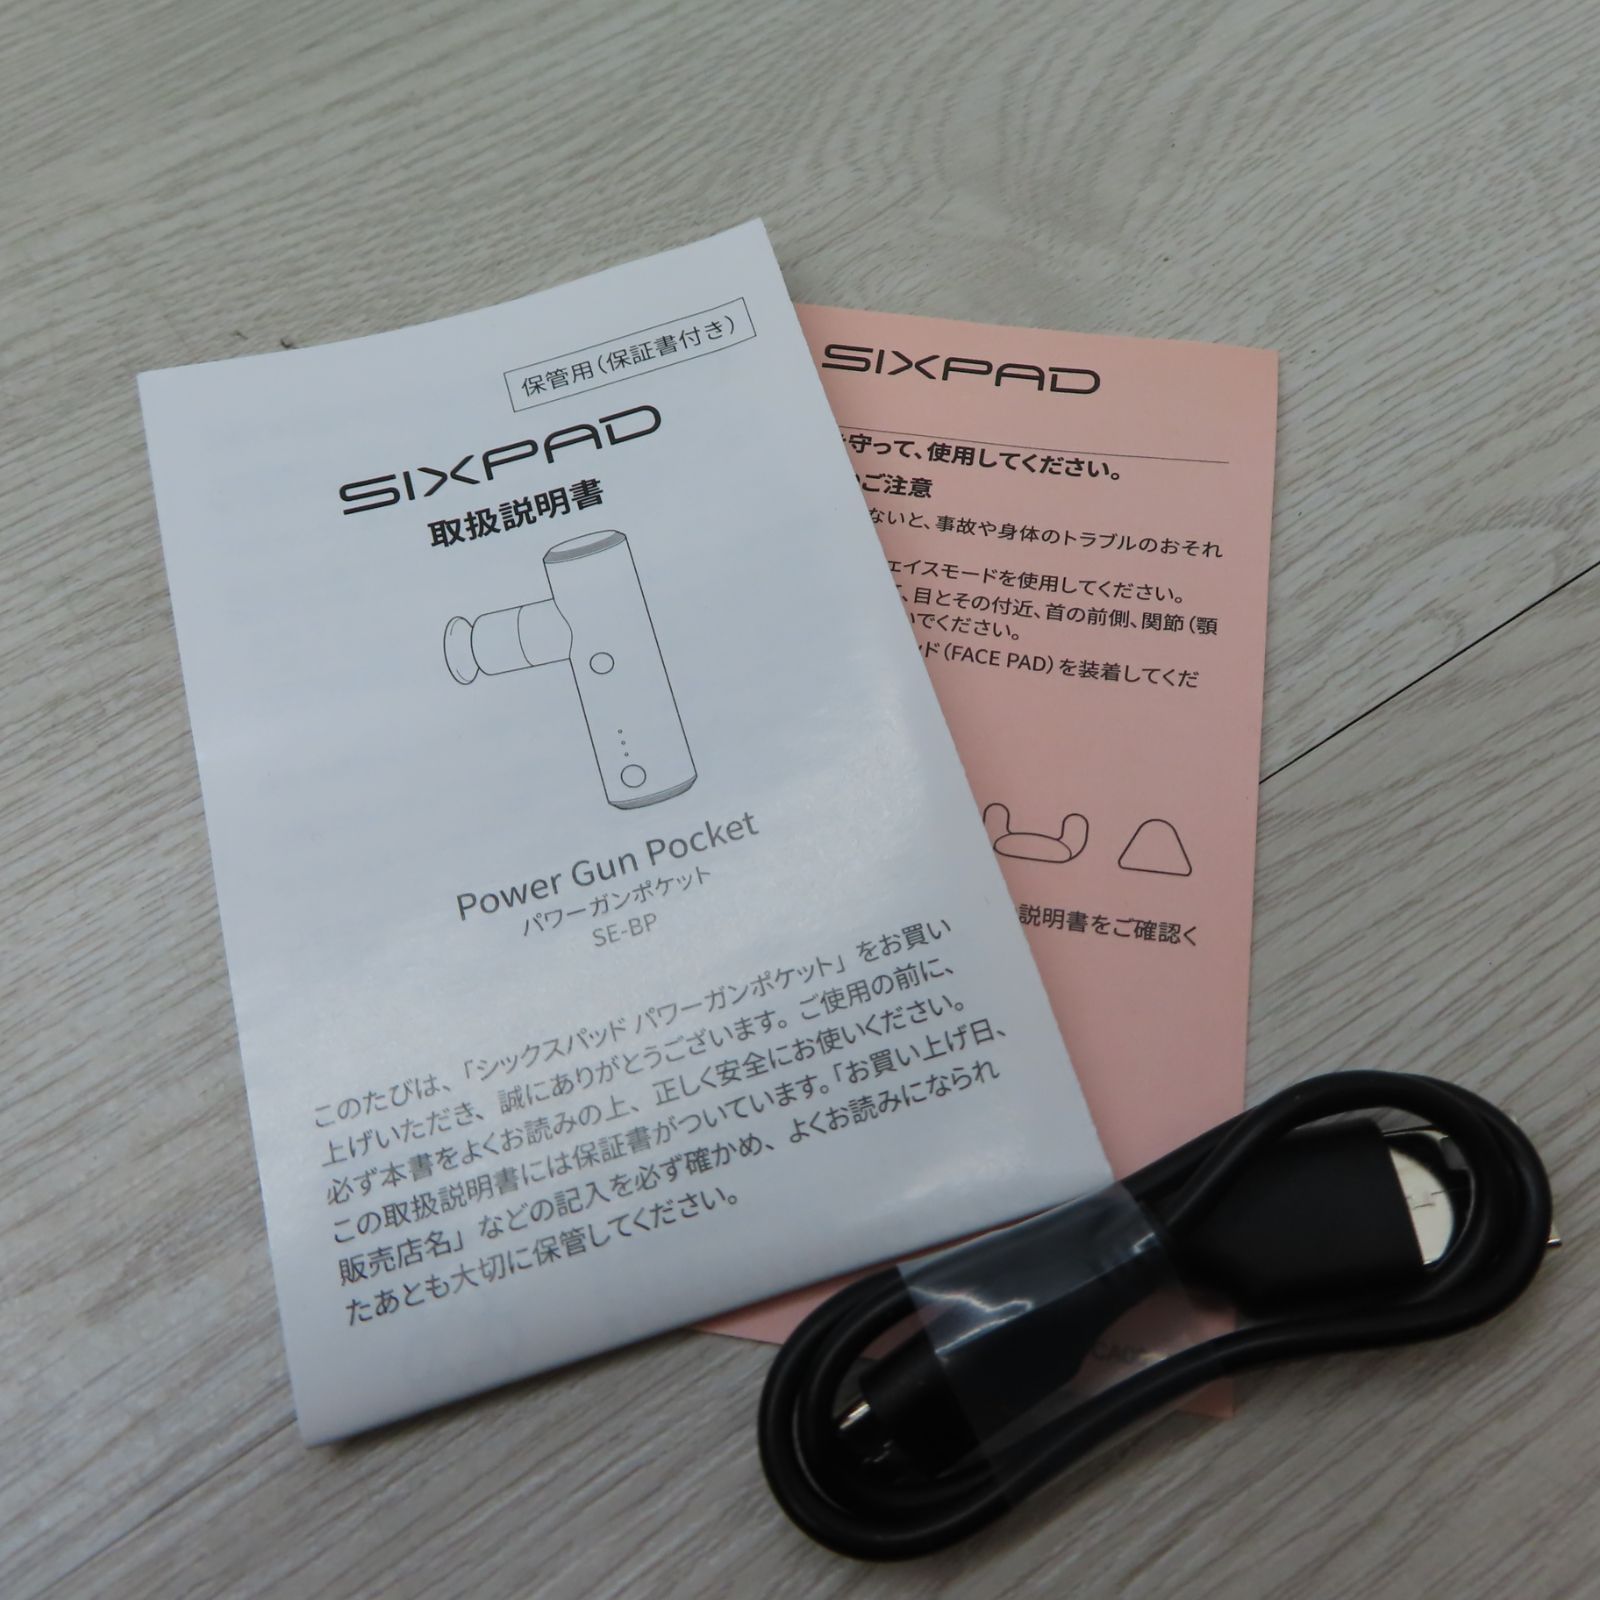 保管用（保証書付き）
SIXPAD
取扱説明書
Power Gun Pocket
パワーガンポケット
SE-BP
このたびは、「シックスパッド パワーガンポケット」をお買い
上げいただき、誠にありがとうございます。ご使用の前に、
必ず本書をよくお読みの上、正しく安全にお使いください。
この取扱説明書には保証書がついています。「お買い上げ日、
販売店名」などの記入を必ず確かめ、よくお読みになられ
たあとも大切に保管してください。
SIXPAD
守って、使用してください。
ご注意
ないと、事故や身体のトラブルのおそれ
ェイスモードを使用してください。
、目とその付近、首の前側、関節（顎
でください。
ド（FACE PAD）を装着してくだ
説明書をご確認く